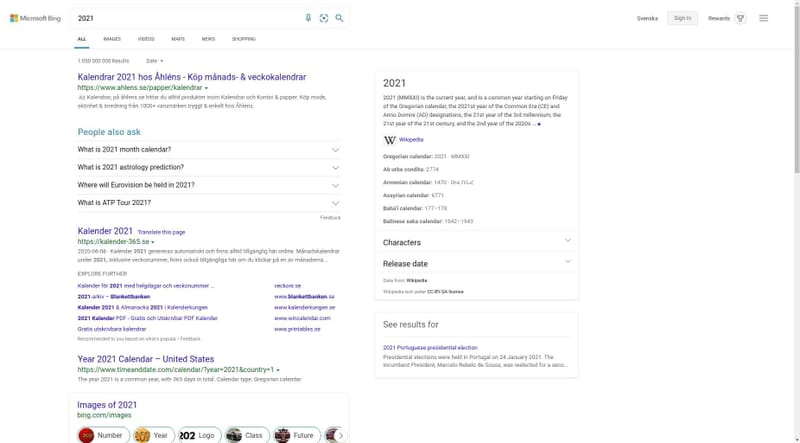 Microsoft Bing
2021
Svenska
Sign in
Rewards
ALL
IMAGES
VIDEOS
MAPS
NEWS
SHOPPING
1 050 000 000 Results
Date
Kalendrar 2021 hos Åhléns - Köp månads- & veckokalendrar
https://www.ahlens.se/papper/kalendrar
Ad Kalendrar, på åhlens.se hittar du alltid produkter inom Kalendrar och Kontor & papper. Köp mode,
skönhet & inredning från 1000+ varumärken tryggt & enkelt hos Åhléns.
People also ask
What is 2021 month calendar?
What is 2021 astrology prediction?
Where will Eurovision be held in 2021?
What is ATP Tour 2021?
Feedback
Kalender 2021 Translate this page
https://kalender-365.se
2020-06-08 · Kalender 2021 genereras automatiskt och finns alltid tillgänglig här online. Månadskalendrar
under 2021, inklusive veckonummer, finns också tillgängliga här om du klickar på en av månaderna...
EXPLORE FURTHER
Kalender för 2021 med helgdagar och veckonummer ...
veckonr.se
2021-arkiv – Blankettbanken
www.blankettbanken.se
Kalender 2021 & Almanacka 2021 i Kalenderkungen
www.kalenderkungen.se
2021 Kalender PDF - Gratis och Utskrivbar PDF Kalender
www.wincalendar.com
Gratis utskrivbara kalendrar
www.printables.se
Recommended to you based on what's popular • Feedback
Year 2021 Calendar – United States
https://www.timeanddate.com/calendar/?year=2021&country=1
The year 2021 is a common year, with 365 days in total. Calendar type: Gregorian calendar
Images of 2021
bing.com/images
Number
Year
Logo
Class
Future
2021
2021 (MMXXI) is the current year, and is a common year starting on Friday
of the Gregorian calendar, the 2021st year of the Common Era (CE) and
Anno Domini (AD) designations, the 21st year of the 3rd millennium, the
21st year of the 21st century, and the 2nd year of the 2020s ...
W Wikipedia
Gregorian calendar: 2021 · MMXXI
Ab urbe condita: 2774
Armenian calendar: 1470 · ԹՎ ՌՆՀ
Assyrian calendar: 6771
Bahá'í calendar: 177–178
Balinese saka calendar: 1942–1943
Characters
Release date
Data from: Wikipedia
Wikipedia text under CC-BY-SA license
See results for
2021 Portuguese presidential election
Presidential elections were held in Portugal on 24 January 2021. The
incumbent President, Marcelo Rebelo de Sousa, was reelected for a seco...